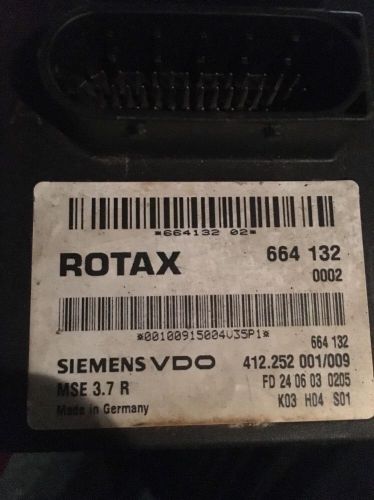 *664132 02*
ROTAX 664 132
0002
*00100915004V35P1*
664 132
SIEMENS VDO 412.252 001/009
MSE 3.7 R FD 24 06 03 0205
Made in Germany K03 H04 S01